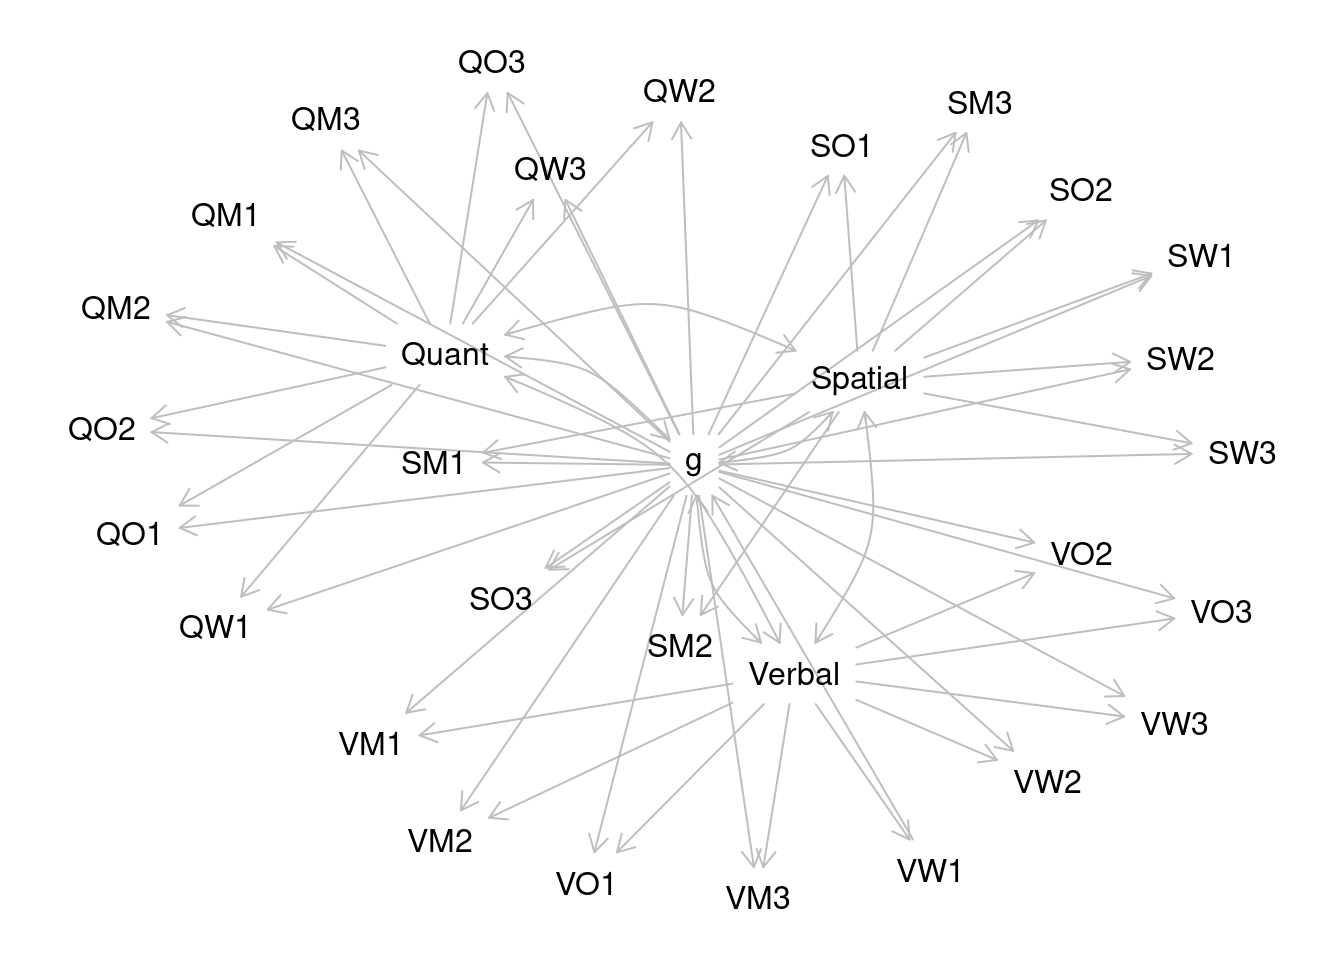 QO3
QW2
SM3
QM3
SO1
QW3
SO2
QM1
SW1
QM2
Quant
SW2
Spatial
QO2
SW3
g
SM1
QO1
VO2
SO3
VO3
QW1
SM2
Verbal
VW3
VM1
VW2
VM2
VW1
VO1
VM3